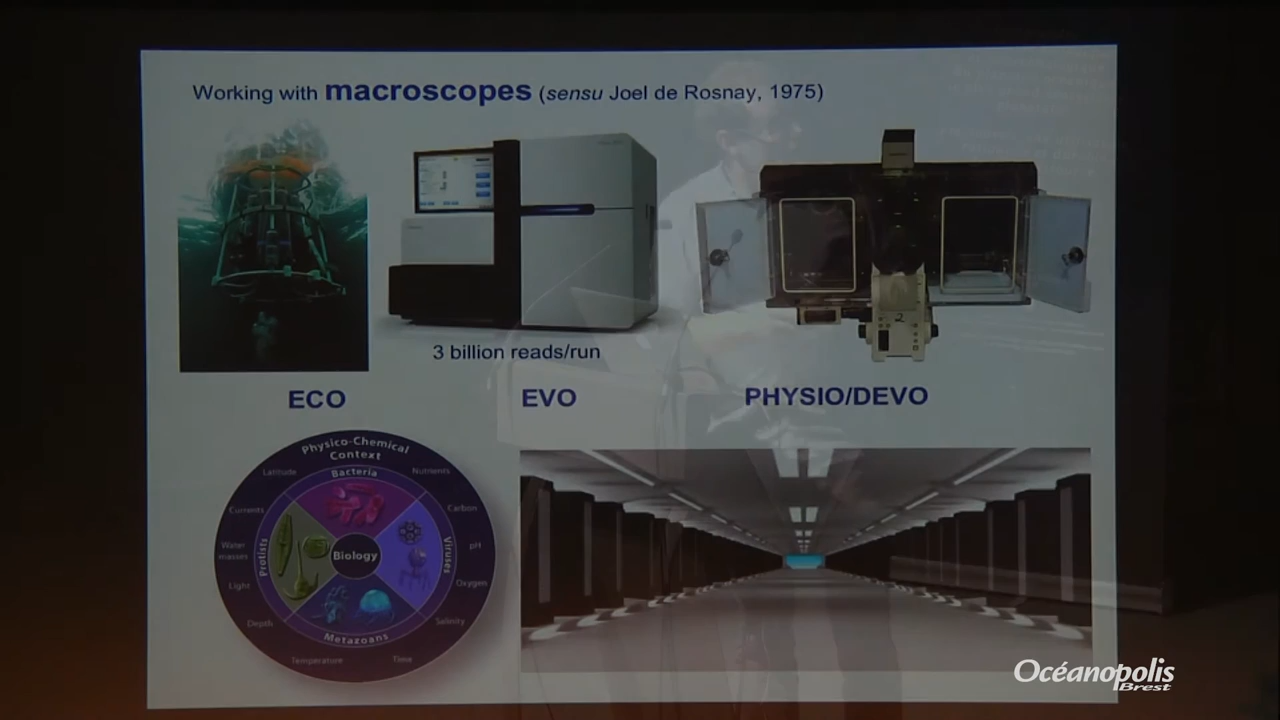 Working with macroscopes (sensu Joel de Rosnay, 1975)
3 billion reads/run
ECO
EVO
PHYSIO/DEVO
2
Physico-Chemical
Context
Bacteria
Latitude
Nutrients
Currents
Carbon
Water
masses
Protists
Biology
Viruses
pH
Light
Oxygen
Depth
Salinity
Metazoans
Temperature
Time
Océanopolis
Brest